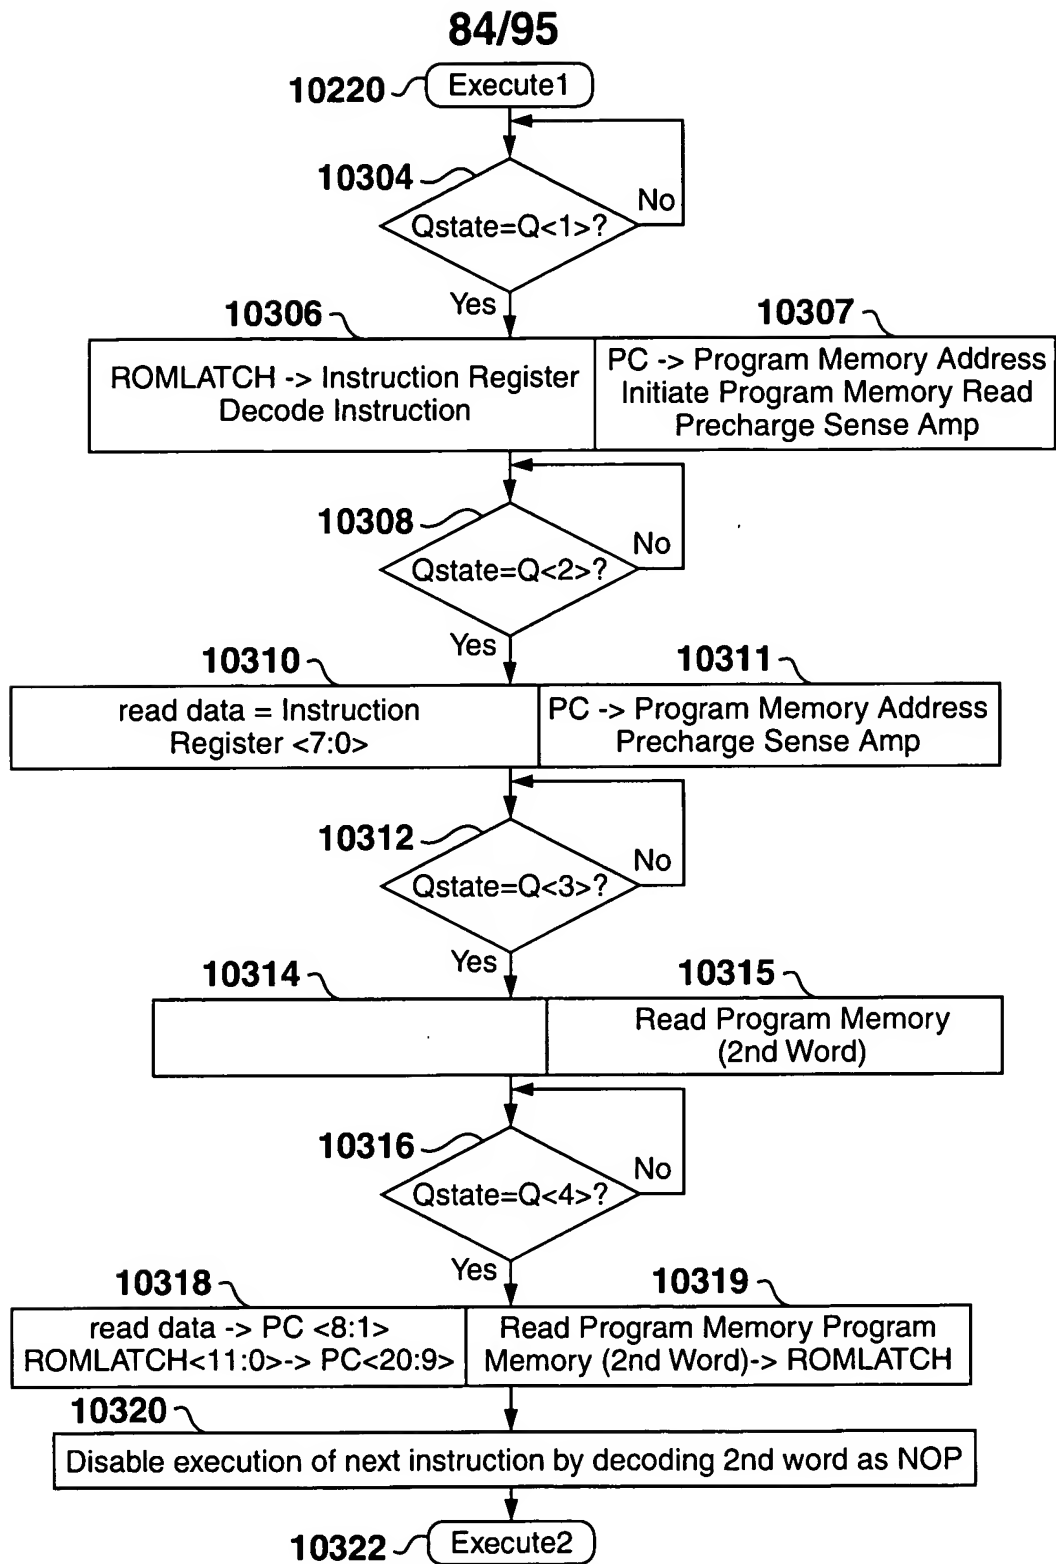 84/95
10220 Execute1
10304
Qstate=Q<1>?
No
Yes
10306 10307
ROMLATCH -> Instruction Register
Decode Instruction
PC -> Program Memory Address
Initiate Program Memory Read
Precharge Sense Amp
10308
Qstate=Q<2>?
No
Yes
10310 10311
read data = Instruction
Register <7:0>
PC -> Program Memory Address
Precharge Sense Amp
10312
Qstate=Q<3>?
No
Yes
10314 10315
Read Program Memory
(2nd Word)
10316
Qstate=Q<4>?
No
Yes
10318 10319
read data -> PC <8:1>
ROMLATCH<11:0>-> PC<20:9>
Read Program Memory Program
Memory (2nd Word)-> ROMLATCH
10320
Disable execution of next instruction by decoding 2nd word as NOP
10322 Execute2